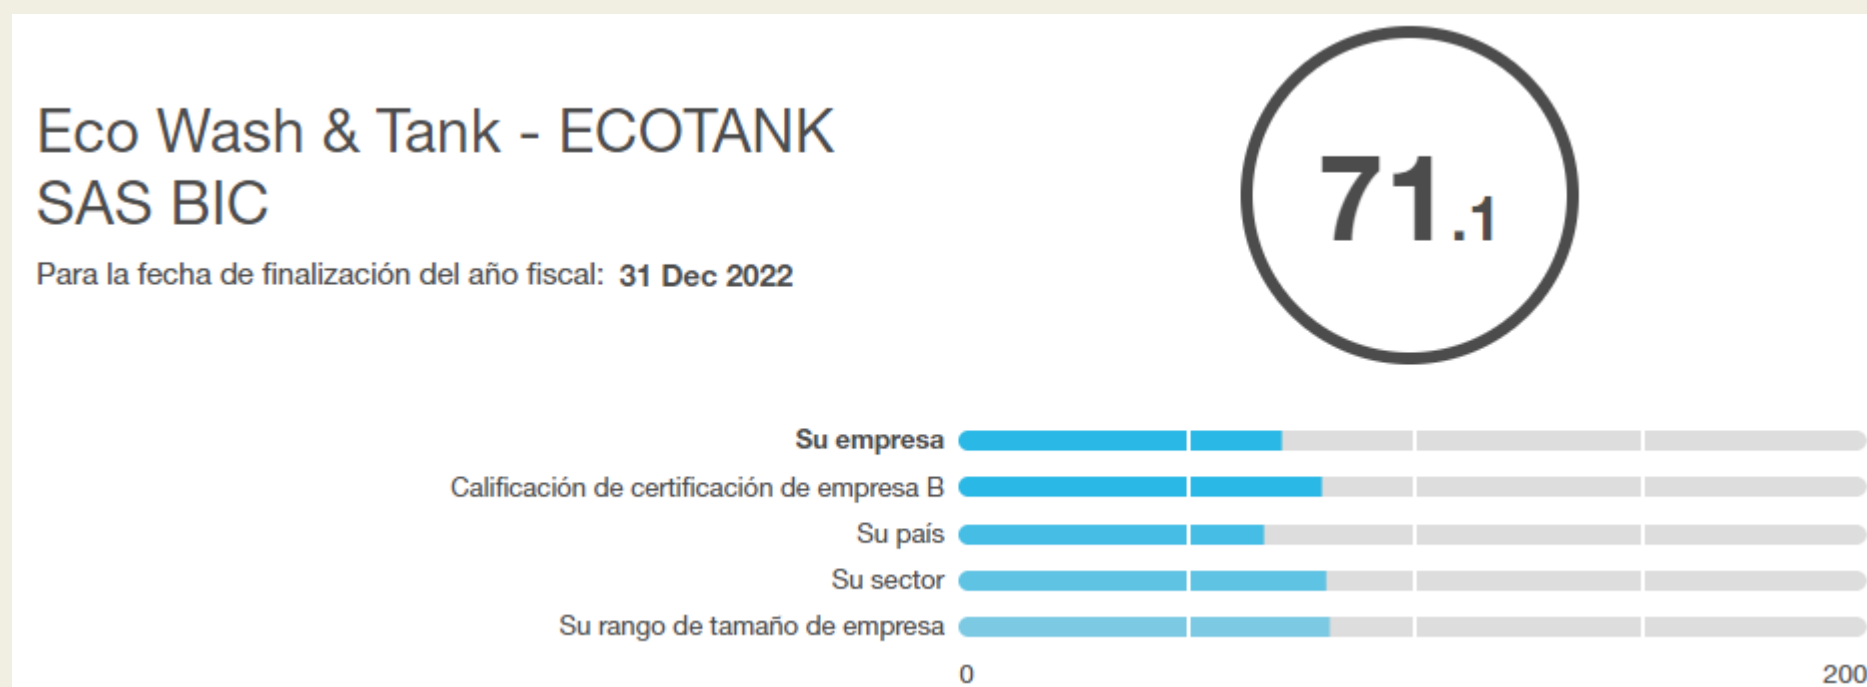 Eco Wash & Tank - ECOTANK
SAS BIC
Para la fecha de finalización del año fiscal: 31 Dec 2022
71.1
Su empresa
Calificación de certificación de empresa B
Su país
Su sector
Su rango de tamaño de empresa
0 200